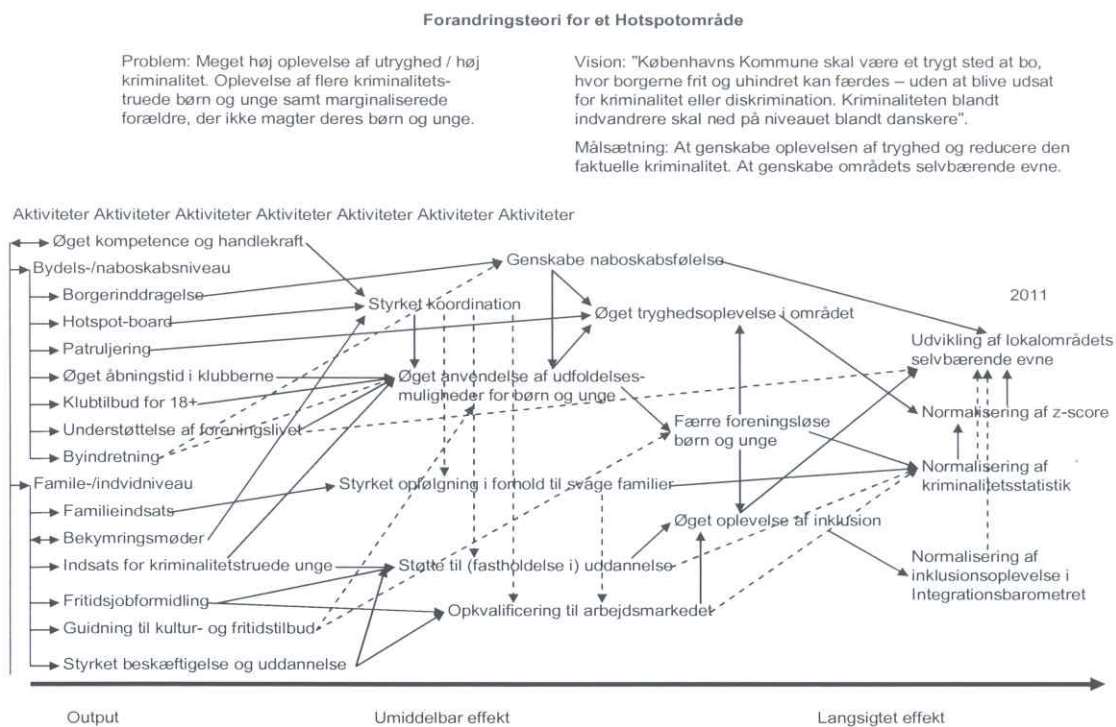 Forandringsteori for et Hotspotområde
Problem: Meget høj oplevelse af utryghed / høj
kriminalitet. Oplevelse af flere kriminalitets-
truede børn og unge samt marginaliserede
forældre, der ikke magter deres børn og unge.
Vision: "Københavns Kommune skal være et trygt sted at bo,
hvor borgerne frit og uhindret kan færdes – uden at blive udsat
for kriminalitet eller diskrimination. Kriminaliteten blandt
indvandrere skal ned på niveauet blandt danskere".
Målsætning: At genskabe oplevelsen af tryghed og reducere den
faktuelle kriminalitet. At genskabe områdets selvbærende evne.
Aktiviteter Aktiviteter Aktiviteter Aktiviteter Aktiviteter Aktiviteter Aktiviteter
Øget kompetence og handlekraft
Bydels-/naboskabsniveau
Borgerinddragelse
Hotspot-board
Patruljering
Øget åbningstid i klubberne
Klubtilbud for 18+
Understøttelse af foreningslivet
Byindretning
Famile-/individniveau
Familieindsats
Bekymringsmøder
Indsats for kriminalitetstruede unge
Fritidsjobformidling
Guidning til kultur- og fritidstilbud
Styrket beskæftigelse og uddannelse
Genskabe naboskabsfølelse
Styrket koordination
Øget tryghedsoplevelse i området
Øget anvendelse af udfoldelses-
muligheder for børn og unge
Færre foreningsløse
børn og unge
Styrket opfølgning i forhold til svage familier
Øget oplevelse af inklusion
Støtte til (fastholdelse i) uddannelse
Opkvalificering til arbejdsmarkedet
2011
Udvikling af lokalområdets
selvbærende evne
Normalisering af z-score
Normalisering af
kriminalitetsstatistik
Normalisering af
inklusionsoplevelse i
Integrationsbarometret
Output
Umiddelbar effekt
Langsigtet effekt